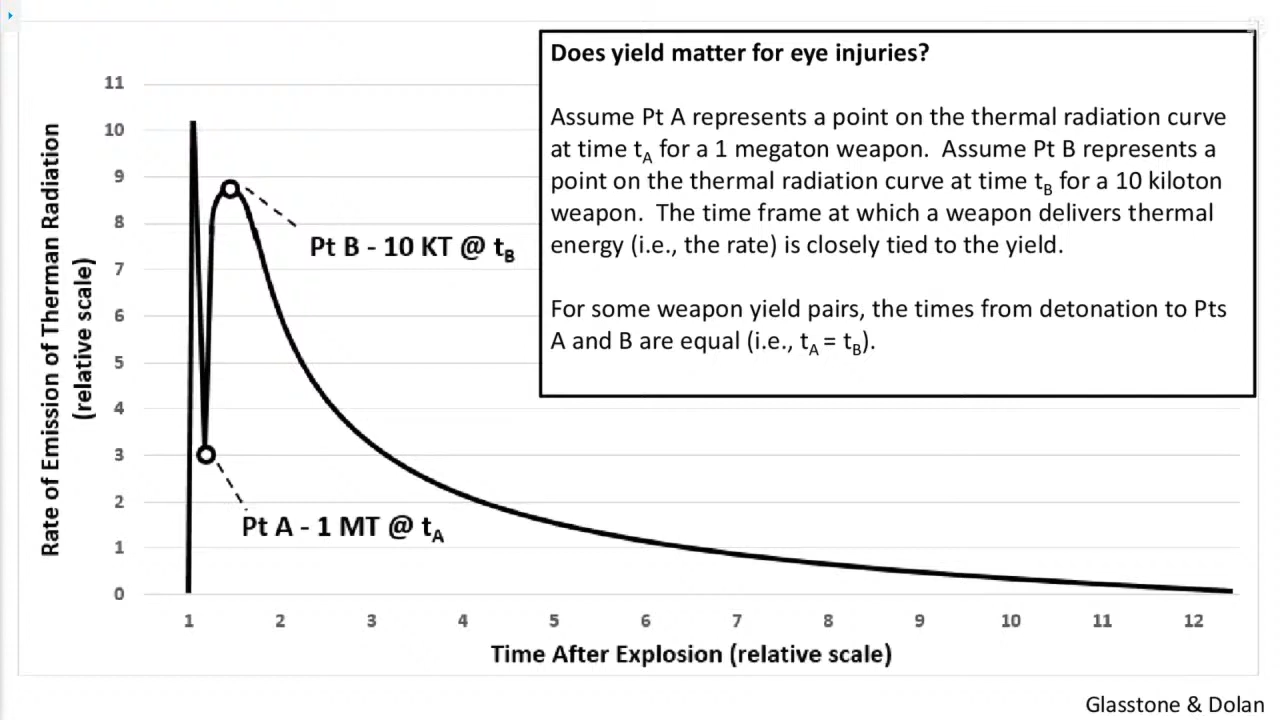 Does yield matter for eye injuries?
Assume Pt A represents a point on the thermal radiation curve
at time tA for a 1 megaton weapon. Assume Pt B represents a
point on the thermal radiation curve at time tB for a 10 kiloton
weapon. The time frame at which a weapon delivers thermal
energy (i.e., the rate) is closely tied to the yield.
For some weapon yield pairs, the times from detonation to Pts
A and B are equal (i.e., tA = tB).
Rate of Emission of Therman Radiation
(relative scale)
11
10
9
8
7
6
5
4
3
2
1
0
Pt B - 10 KT @ tB
Pt A - 1 MT @ tA
1 2 3 4 5 6 7 8 9 10 11 12
Time After Explosion (relative scale)
Glasstone & Dolan